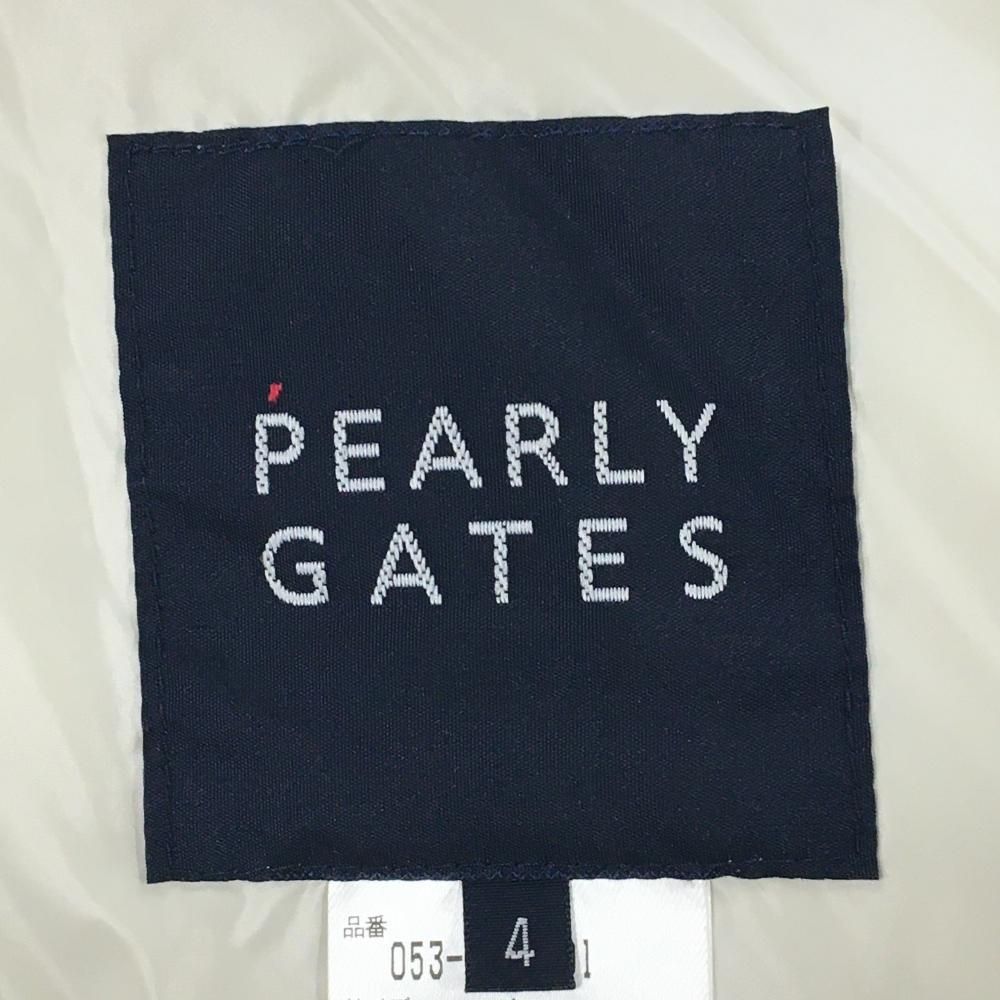 PEARLY
GATES
4
品番
053-